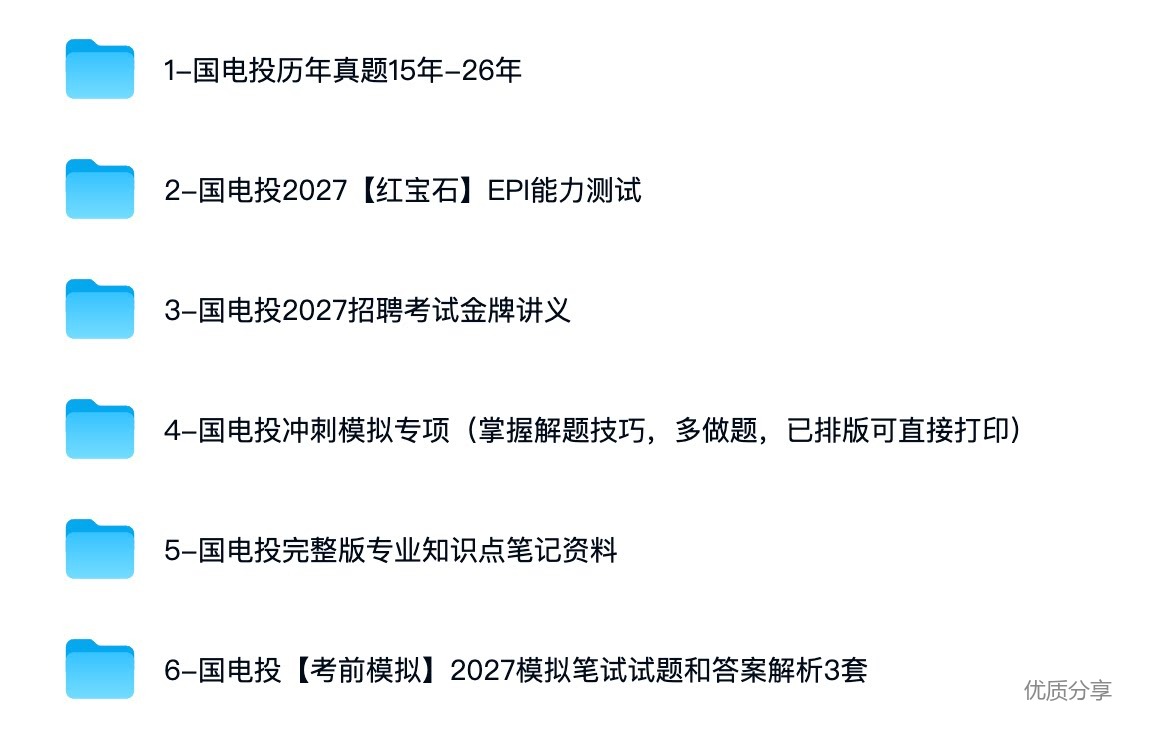 1-国电投历年真题15年-26年
2-国电投2027【红宝石】EPI能力测试
3-国电投2027招聘考试金牌讲义
4-国电投冲刺模拟专项（掌握解题技巧，多做题，已排版可直接打印）
5-国电投完整版专业知识点笔记资料
6-国电投【考前模拟】2027模拟笔试试题和答案解析3套
优质分享